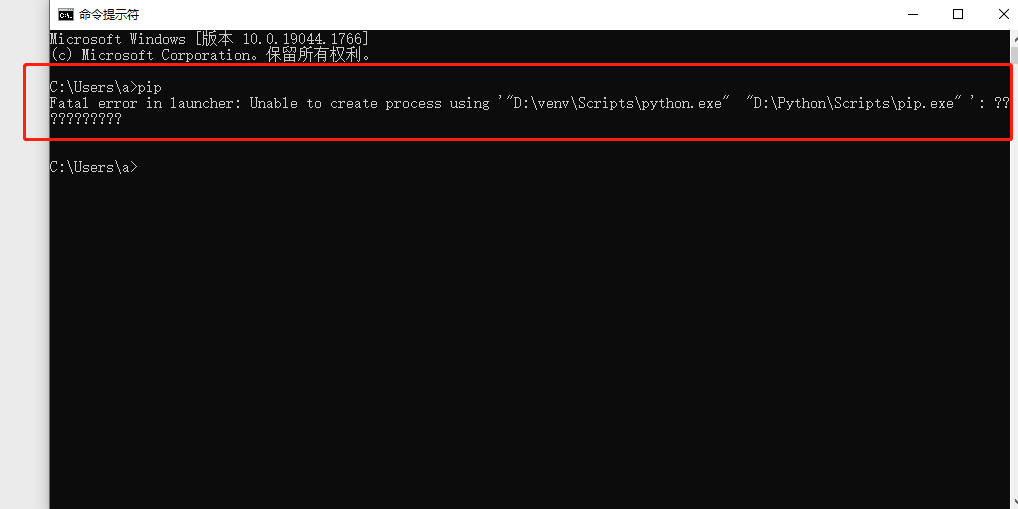 命令提示符
Microsoft Windows [版本 10.0.19044.1766]
(c) Microsoft Corporation。保留所有权利。
C:\Users\a>pip
Fatal error in launcher: Unable to create process using '"D:\venv\Scripts\python.exe"  "D:\Python\Scripts\pip.exe" ': ??
?????????
C:\Users\a>